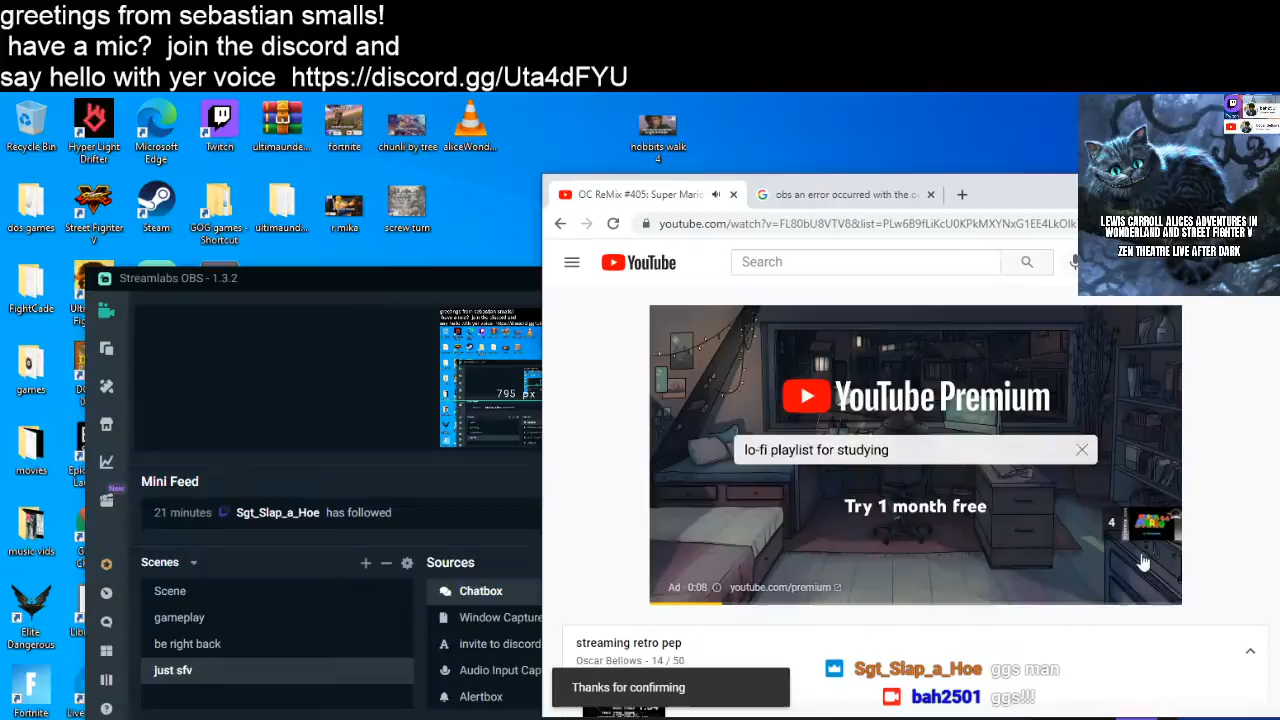 greetings from sebastian smalls!
have a mic? join the discord and
say hello with yer voice https://discord.gg/Uta4dFYU
Recycle Bin
Hyper Light
Drifter
Microsoft
Edge
Twitch
ultimaunde...
fortnite
chunli by tree
aliceWond...
hobbits walk
4
dos games
Street Fighter
V
Steam
GOG games -
Shortcut
ultimaund...
r mika
screw turn
FightCade
games
movies
music vids
Elite
Dangerous
Fortnite
OC ReMix #405: Super Mario
obs an error occurred with the o
youtube.com/watch?v=FL80bU8VTV8&list=PLw6B9fLiKcU0KPkMXYNxG1EE4LkOlk
YouTube
Search
LEWIS CARROLL ALICES ADVENTURES IN
WONDERLAND AND STREET FIGHTER V
ZEN THEATRE LIVE AFTER DARK
Streamlabs OBS - 1.3.2
795 px
New
Mini Feed
21 minutes Sgt_Slap_a_Hoe has followed
Scenes
Scene
gameplay
be right back
just sfv
Sources
Chatbox
Window Capture
invite to discord
Audio Input Cap
Alertbox
YouTube Premium
lo-fi playlist for studying
Try 1 month free
4
Ad · 0:08 youtube.com/premium
streaming retro pep
Oscar Bellows - 14 / 50
Thanks for confirming
Sgt_Slap_a_Hoe ggs man
bah2501 ggs!!!